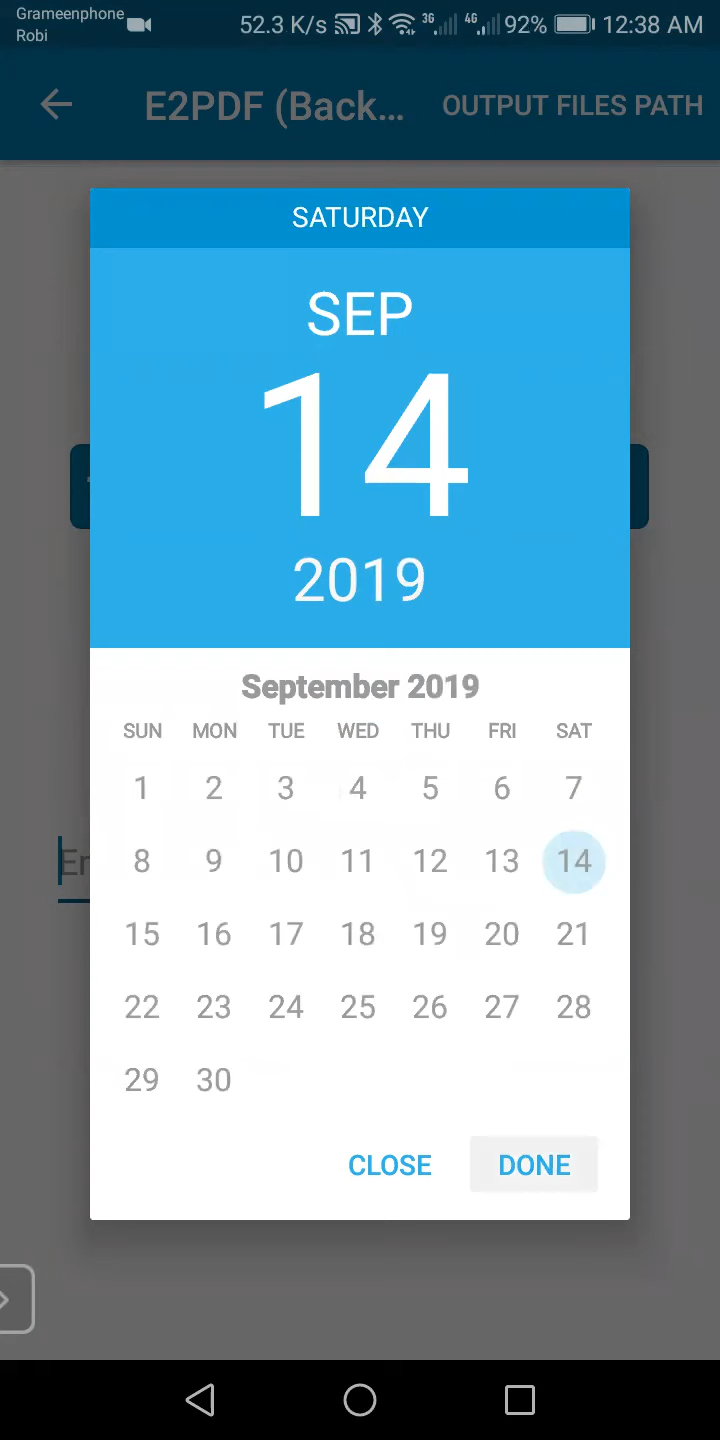 Grameenphone
Robi
52.3 K/s 3G 4G 92% 12:38 AM
E2PDF (Back... OUTPUT FILES PATH
SATURDAY
SEP
14
2019
September 2019
SUN MON TUE WED THU FRI SAT
1 2 3 4 5 6 7
8 9 10 11 12 13 14
Er
15 16 17 18 19 20 21
22 23 24 25 26 27 28
29 30
CLOSE DONE